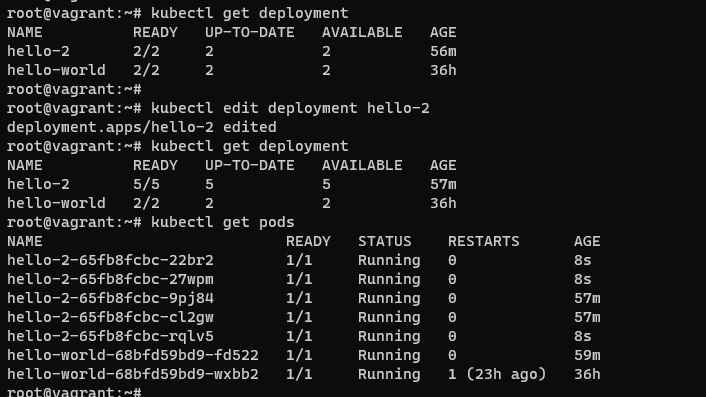 root@vagrant:~# kubectl get deployment
NAME          READY   UP-TO-DATE   AVAILABLE   AGE
hello-2       2/2     2            2           56m
hello-world   2/2     2            2           36h
root@vagrant:~#
root@vagrant:~# kubectl edit deployment hello-2
deployment.apps/hello-2 edited
root@vagrant:~# kubectl get deployment
NAME          READY   UP-TO-DATE   AVAILABLE   AGE
hello-2       5/5     5            5           57m
hello-world   2/2     2            2           36h
root@vagrant:~# kubectl get pods
NAME                           READY   STATUS    RESTARTS      AGE
hello-2-65fb8fcbc-22br2        1/1     Running   0             8s
hello-2-65fb8fcbc-27wpm        1/1     Running   0             8s
hello-2-65fb8fcbc-9pj84        1/1     Running   0             57m
hello-2-65fb8fcbc-cl2gw        1/1     Running   0             57m
hello-2-65fb8fcbc-rqlv5        1/1     Running   0             8s
hello-world-68bfd59bd9-fd522   1/1     Running   0             59m
hello-world-68bfd59bd9-wxbb2   1/1     Running   1 (23h ago)   36h
root@vagrant:~#